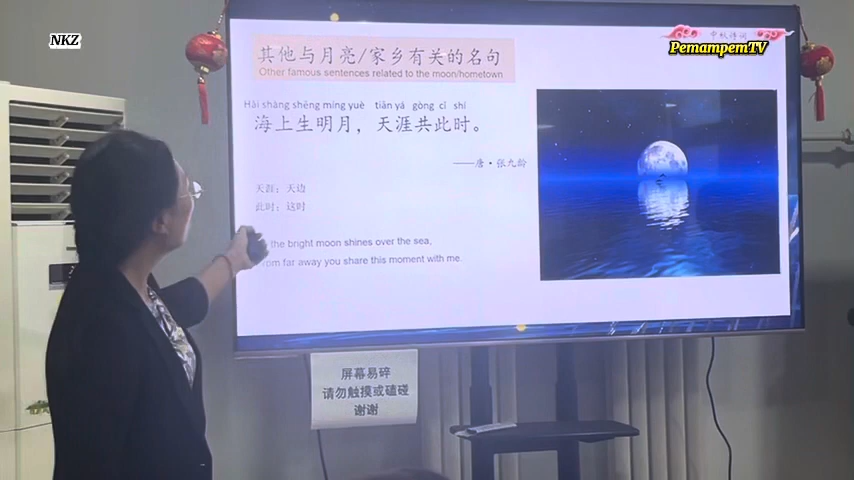 NKZ
中秋诗词
PemampemTV
其他与月亮/家乡有关的名句
Other famous sentences related to the moon/hometown
Hǎi shàng shēng míng yuè tiān yá gòng cǐ shí
海上生明月，天涯共此时。
——唐·张九龄
天涯：天边
此时：这时
the bright moon shines over the sea,
far away you share this moment with me.
屏幕易碎
请勿触摸或磕碰
谢谢